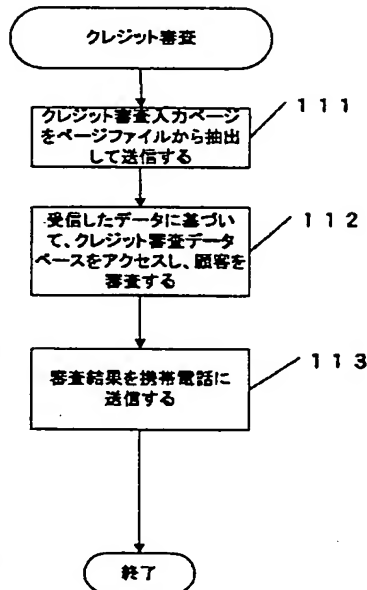 クレジット審査
クレジット審査入力ページ
をページファイルから抽出
して送信する
111
受信したデータに基づい
て、クレジット審査データ
ベースをアクセスし、顧客を
審査する
112
審査結果を携帯電話に
送信する
113
終了